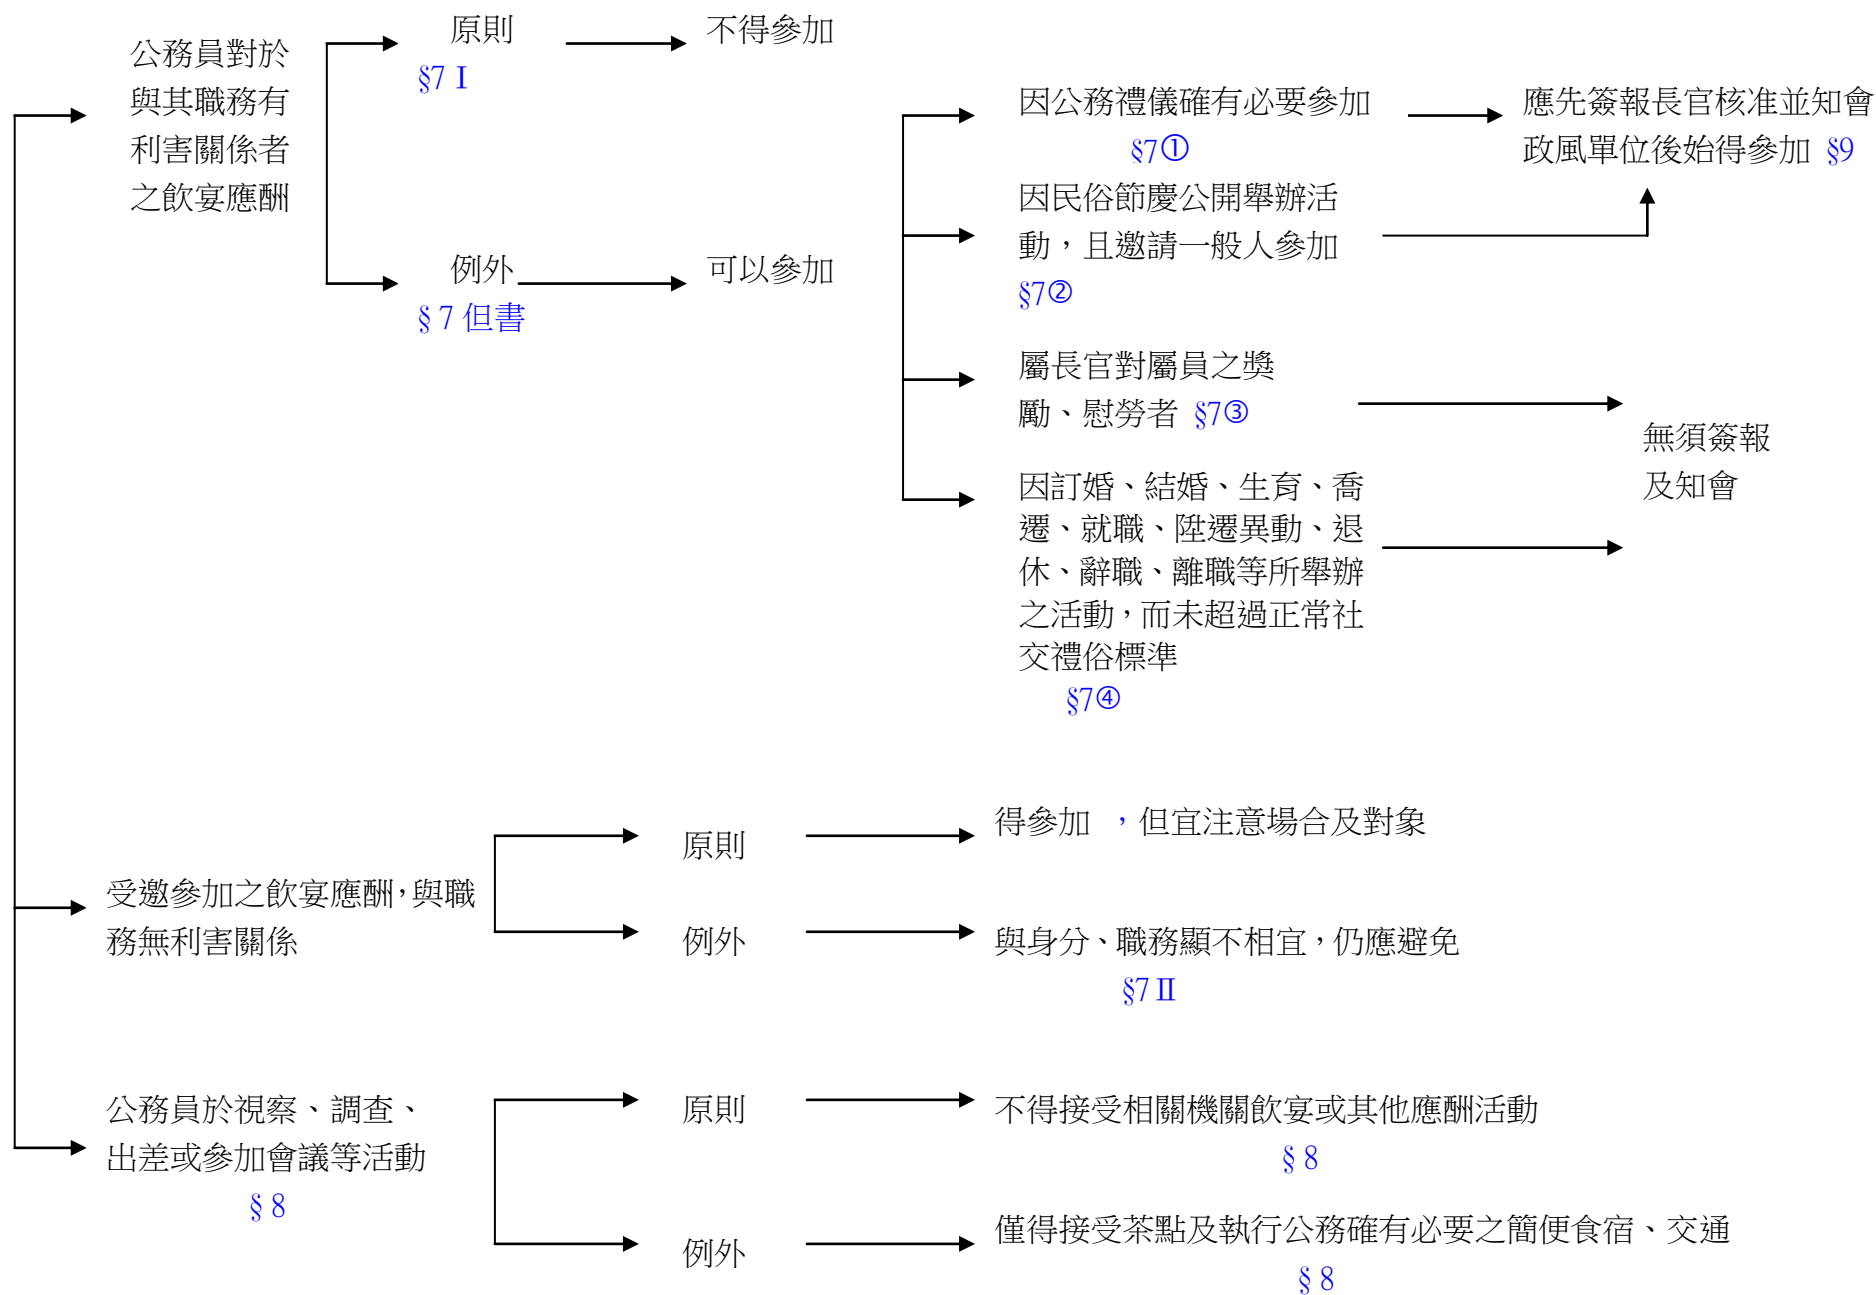 公務員對於
與其職務有
利害關係者
之飲宴應酬
原則
§7 I
不得參加
例外
§ 7 但書
可以參加
因公務禮儀確有必要參加
§7①
應先簽報長官核准並知會
政風單位後始得參加 §9
因民俗節慶公開舉辦活
動，且邀請一般人參加
§7②
屬長官對屬員之獎
勵、慰勞者 §7③
因訂婚、結婚、生育、喬
遷、就職、陞遷異動、退
休、辭職、離職等所舉辦
之活動，而未超過正常社
交禮俗標準
§7④
無須簽報
及知會
受邀參加之飲宴應酬，與職
務無利害關係
原則
得參加 ，但宜注意場合及對象
例外
與身分、職務顯不相宜，仍應避免
§7 II
公務員於視察、調查、
出差或參加會議等活動
§ 8
原則
不得接受相關機關飲宴或其他應酬活動
§ 8
例外
僅得接受茶點及執行公務確有必要之簡便食宿、交通
§ 8